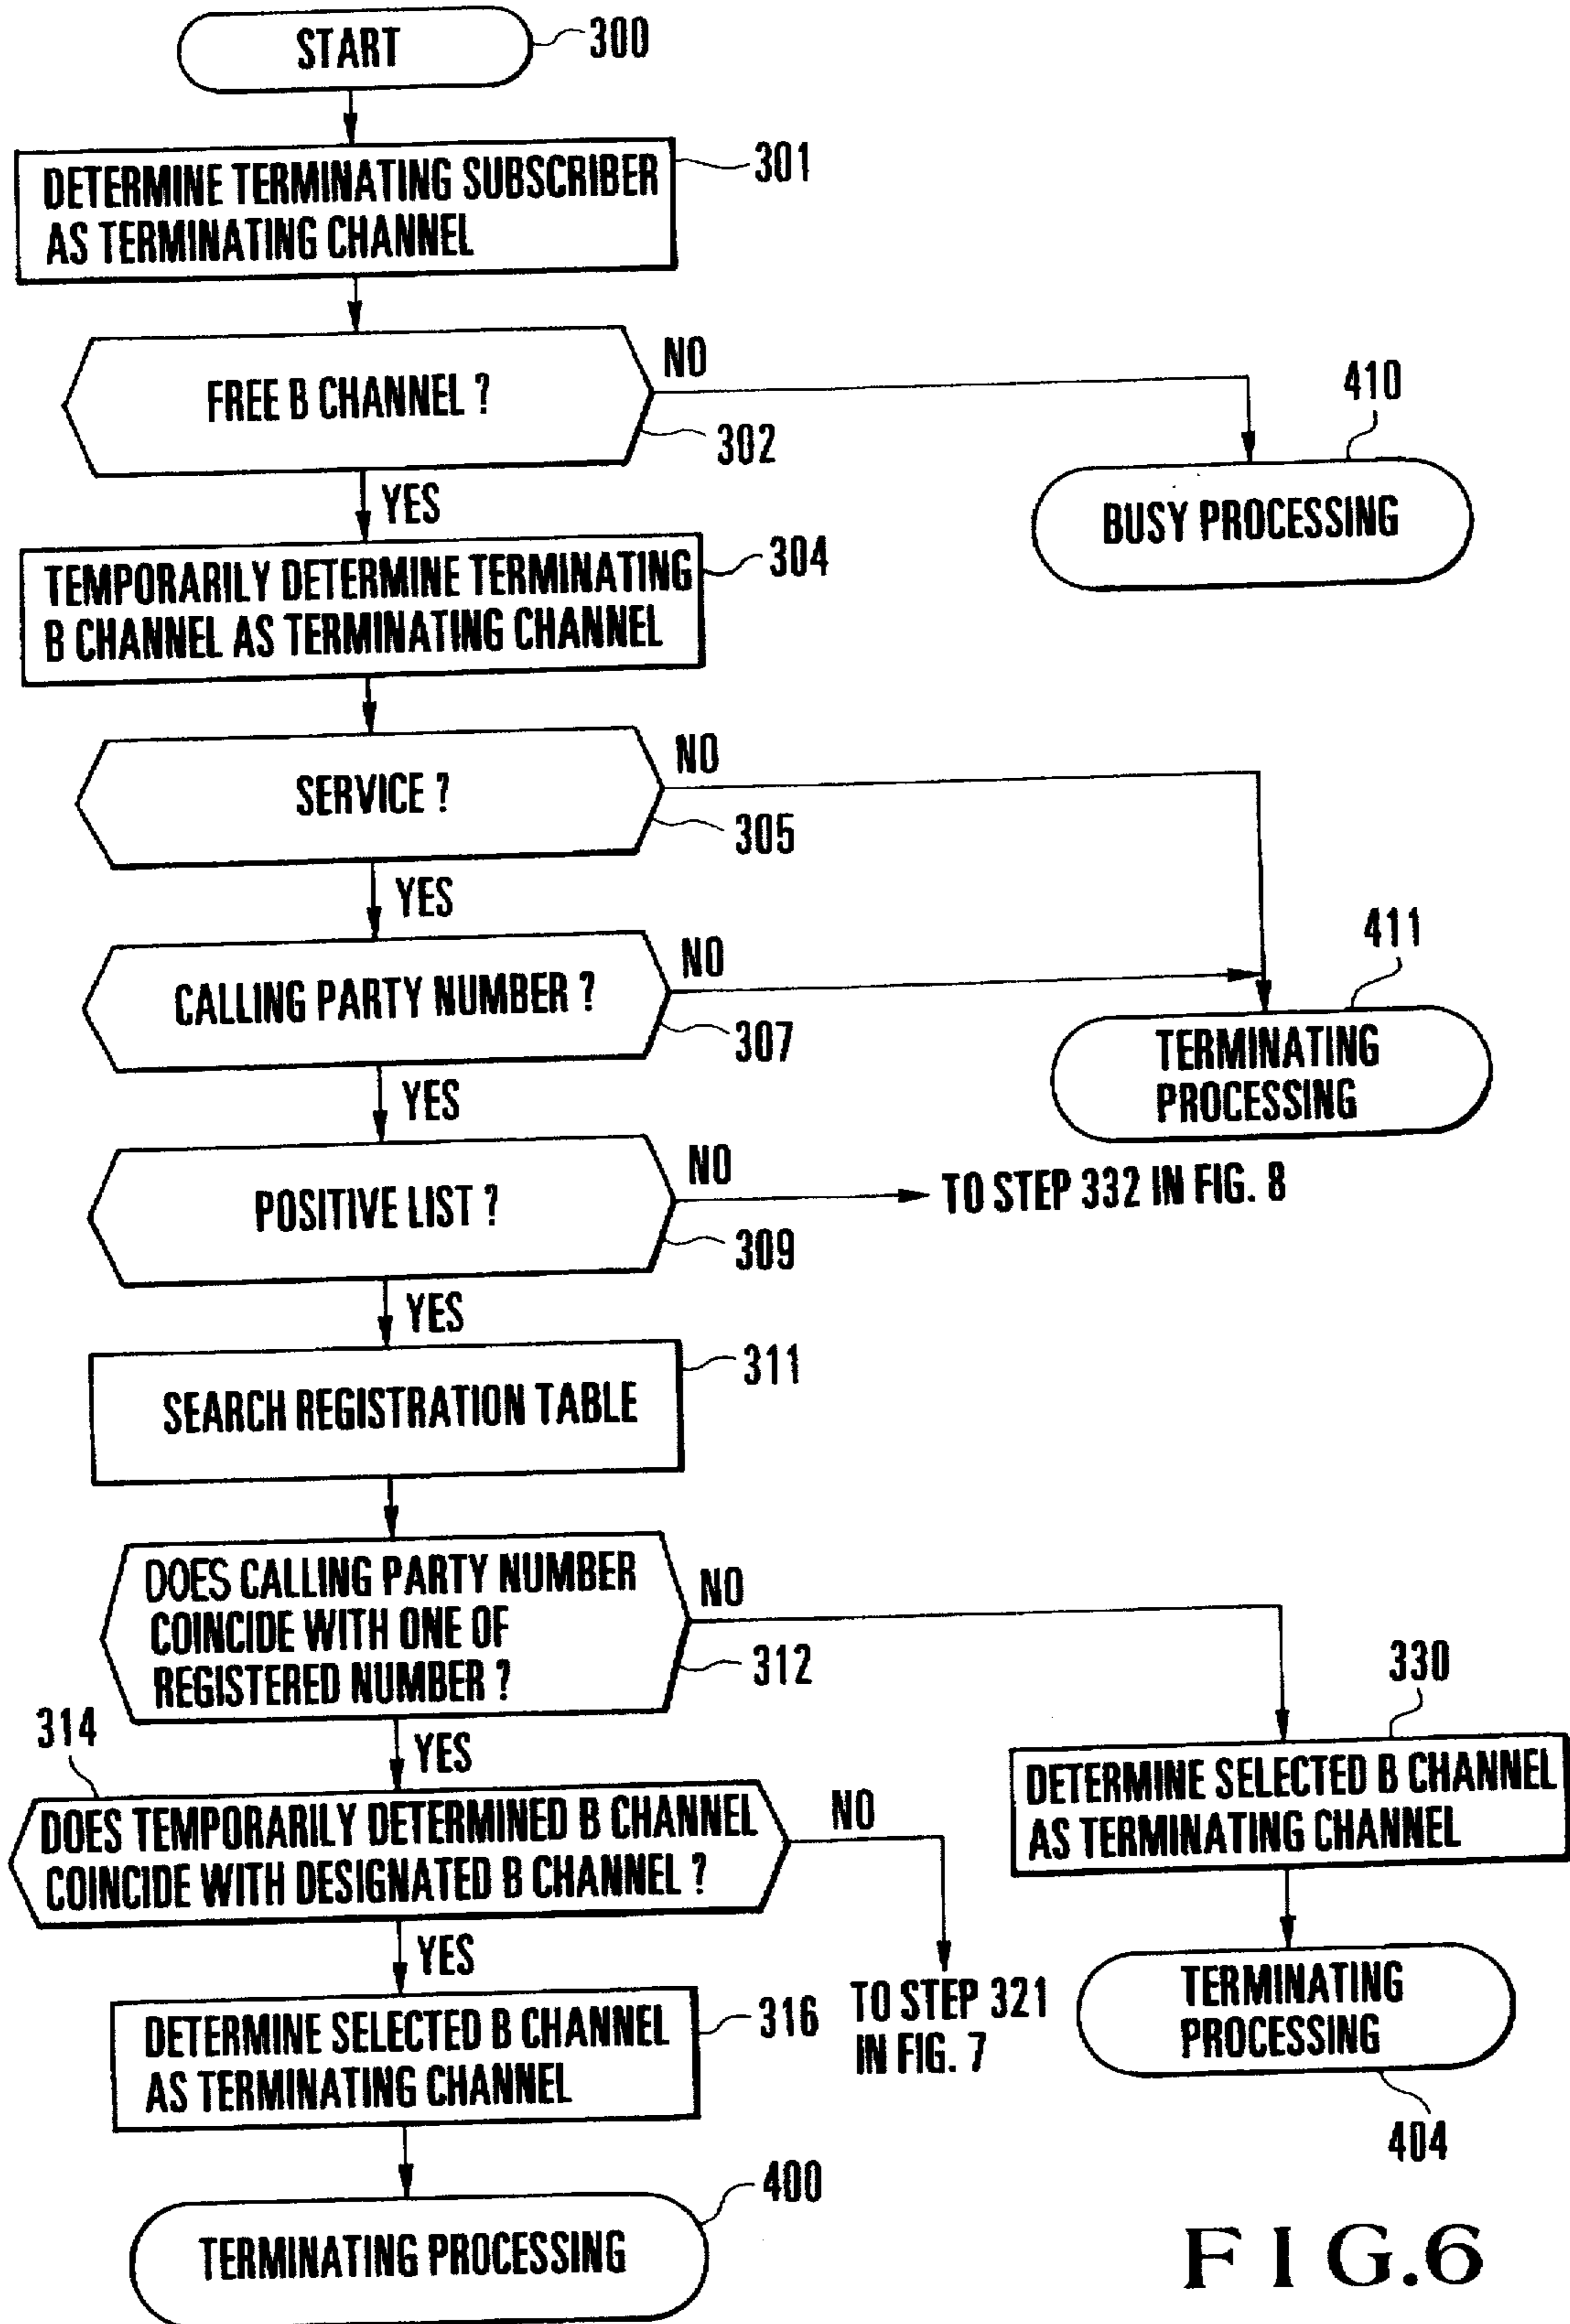 START
300
DETERMINE TERMINATING SUBSCRIBER
AS TERMINATING CHANNEL
301
FREE B CHANNEL ?
302
NO
410
BUSY PROCESSING
YES
TEMPORARILY DETERMINE TERMINATING
B CHANNEL AS TERMINATING CHANNEL
304
SERVICE ?
305
NO
YES
CALLING PARTY NUMBER ?
307
NO
411
TERMINATING
PROCESSING
YES
POSITIVE LIST ?
309
NO
TO STEP 332 IN FIG. 8
YES
SEARCH REGISTRATION TABLE
311
DOES CALLING PARTY NUMBER
COINCIDE WITH ONE OF
REGISTERED NUMBER ?
312
NO
330
DETERMINE SELECTED B CHANNEL
AS TERMINATING CHANNEL
TERMINATING
PROCESSING
404
YES
314
DOES TEMPORARILY DETERMINED B CHANNEL
COINCIDE WITH DESIGNATED B CHANNEL ?
NO
TO STEP 321
IN FIG. 7
YES
DETERMINE SELECTED B CHANNEL
AS TERMINATING CHANNEL
316
400
TERMINATING PROCESSING
FIG.6